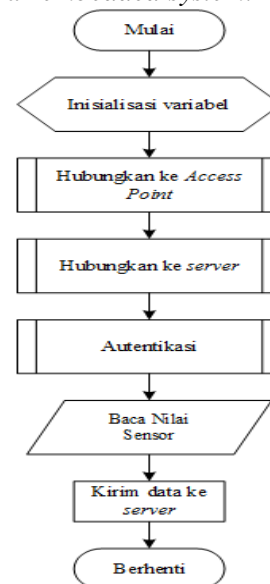 Mulai
Inisialisasi variabel
Hubungkan ke Access
Point
Hubungkan ke server
Autentikasi
Baca Nilai
Sensor
Kirim data ke
server
Berhenti